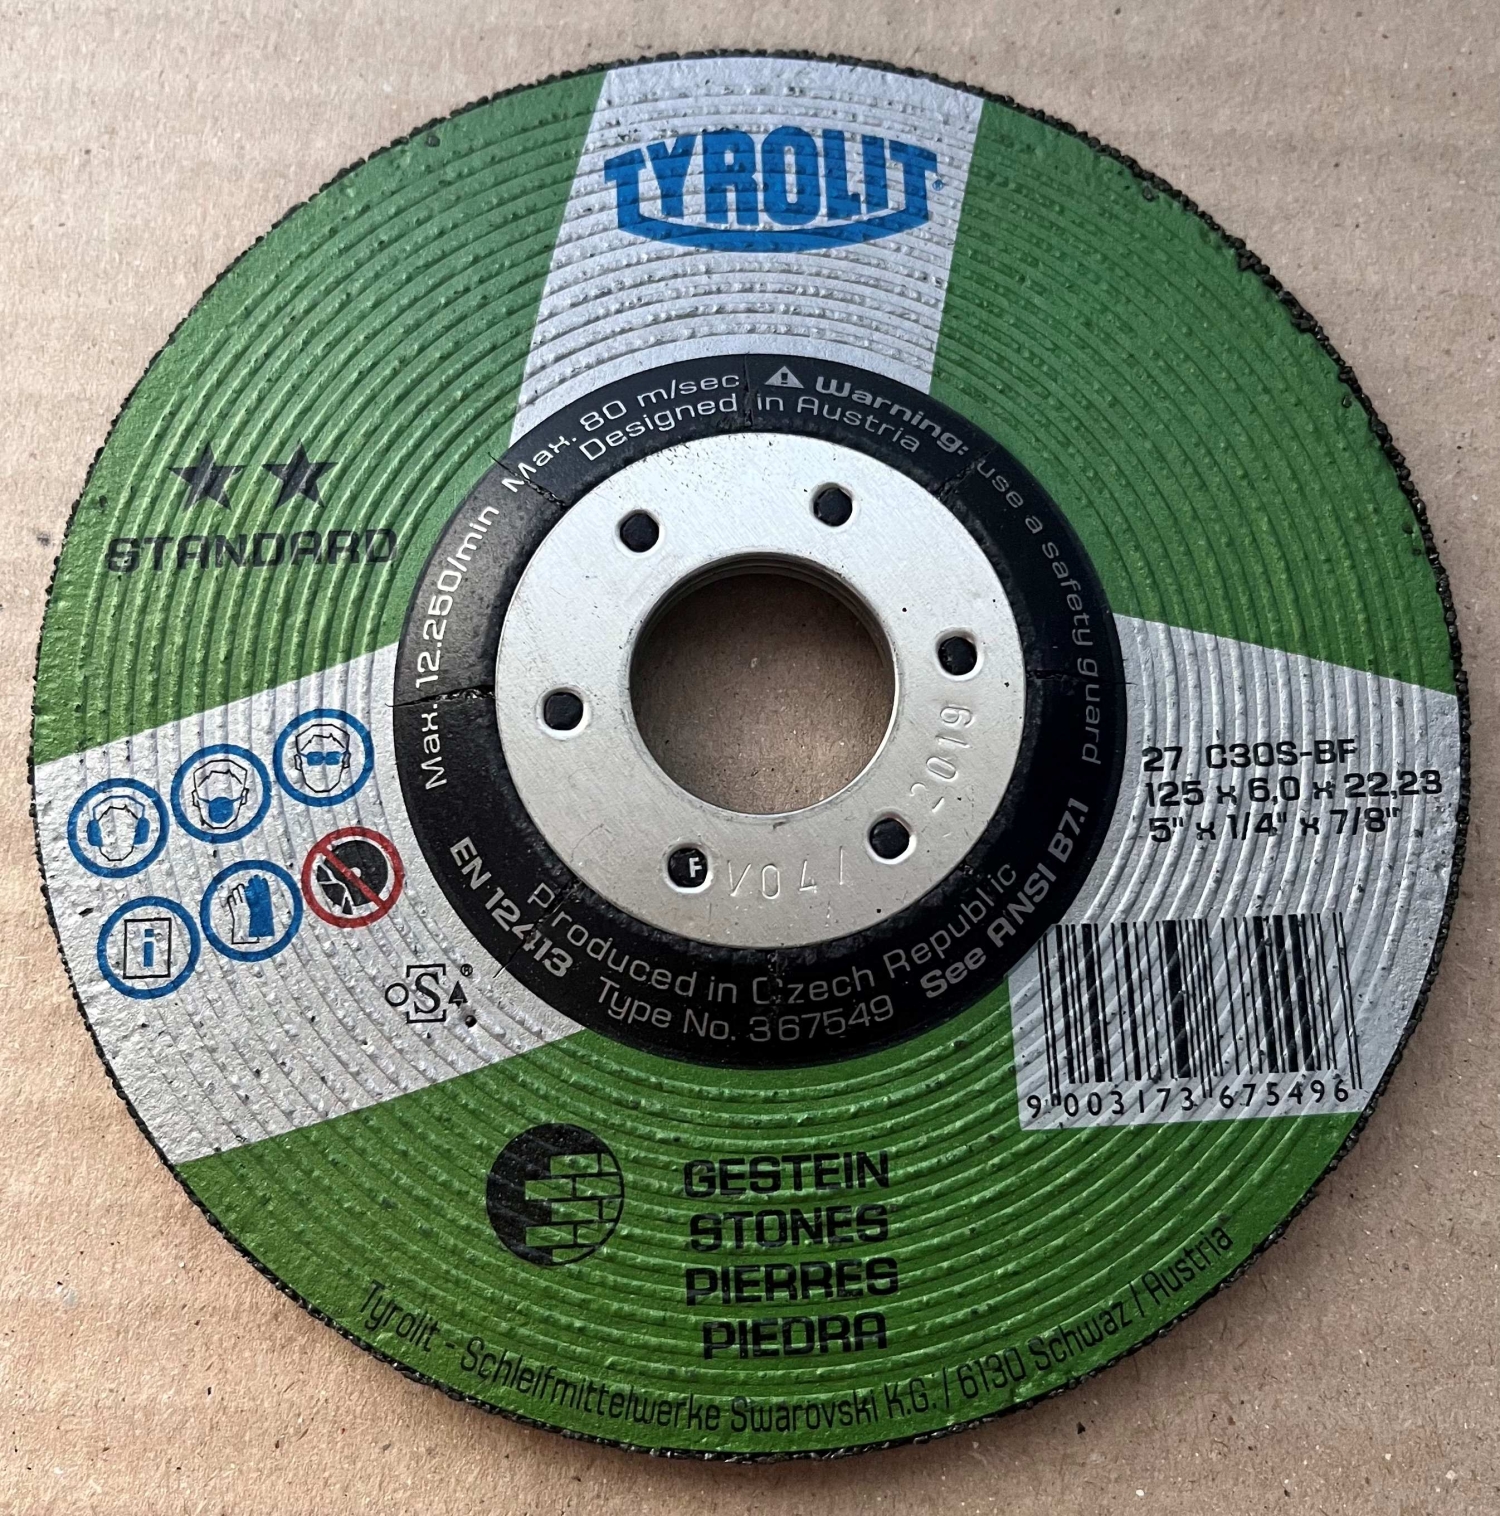 TYROLIT®
Max. 12.250/min Max. 80 m/sec ⚠ Warning: use a safety guard
Designed in Austria
★★
STANDARD
27 C30S-BF
125 x 6,0 x 22,23
5" x 1/4" x 7/8"
9 003173 675496
2019
F
V04/
EN 12413
Produced in Czech Republic
Type No. 367549
See ANSI B7.1
i
oSa®
GESTEIN
STONES
PIERRES
PIEDRA
Tyrolit - Schleifmittelwerke Swarovski K.G. / 6130 Schwaz / Austria